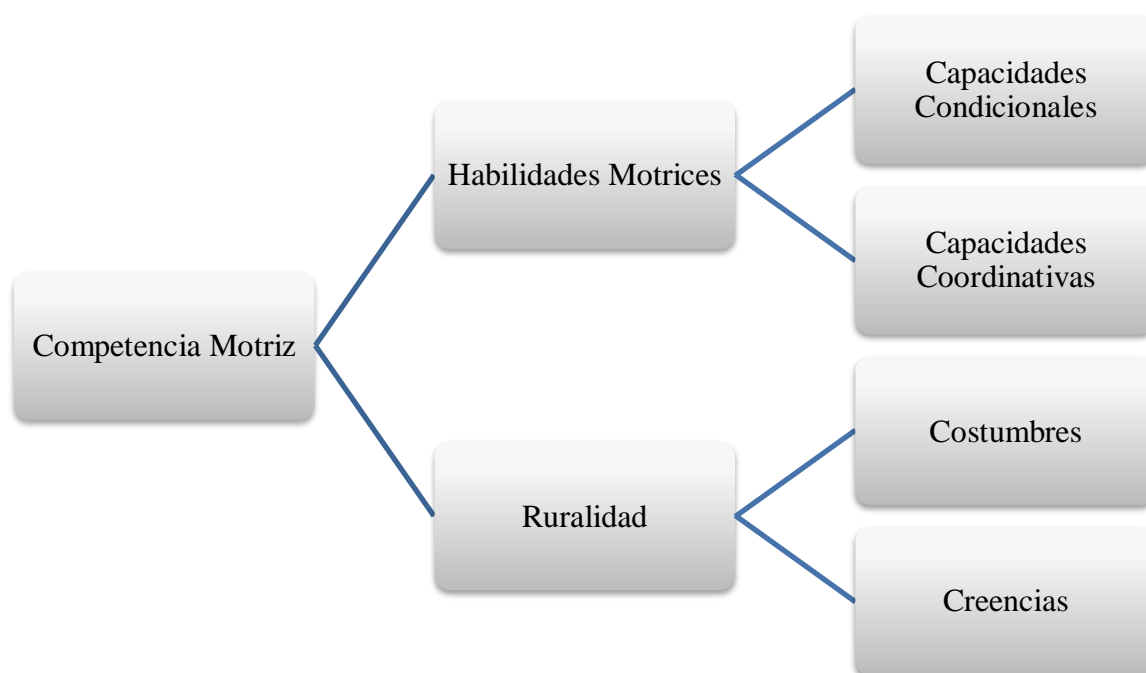 Competencia Motriz
Habilidades Motrices
Capacidades
Condicionales
Capacidades
Coordinativas
Ruralidad
Costumbres
Creencias